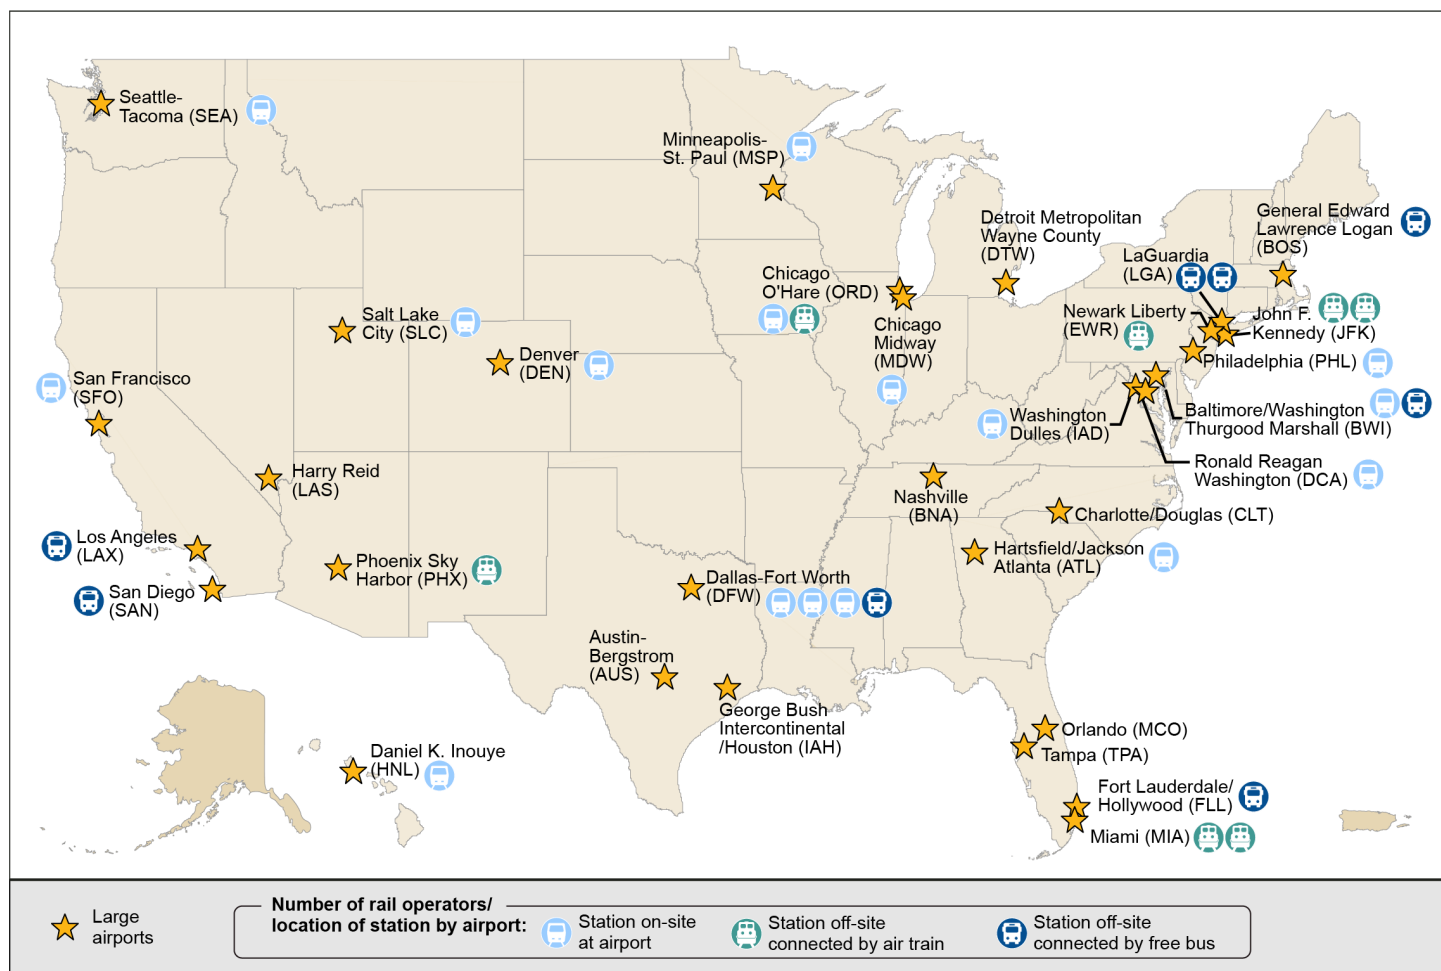 Seattle-
Tacoma (SEA)
Minneapolis-
St. Paul (MSP)
Detroit Metropolitan
Wayne County
(DTW)
General Edward
Lawrence Logan
(BOS)
LaGuardia
(LGA)
Chicago
O'Hare (ORD)
Salt Lake
City (SLC)
Newark Liberty
(EWR)
John F.
Kennedy (JFK)
Chicago
Midway
(MDW)
Denver
(DEN)
Philadelphia (PHL)
San Francisco
(SFO)
Washington
Dulles (IAD)
Baltimore/Washington
Thurgood Marshall (BWI)
Ronald Reagan
Washington (DCA)
Harry Reid
(LAS)
Nashville
(BNA)
Charlotte/Douglas (CLT)
Los Angeles
(LAX)
Phoenix Sky
Harbor (PHX)
Hartsfield/Jackson
Atlanta (ATL)
Dallas-Fort Worth
(DFW)
San Diego
(SAN)
Austin-
Bergstrom
(AUS)
George Bush
Intercontinental
/Houston (IAH)
Orlando (MCO)
Tampa (TPA)
Daniel K. Inouye
(HNL)
Fort Lauderdale/
Hollywood (FLL)
Miami (MIA)
Large
airports
Number of rail operators/
location of station by airport:
Station on-site
at airport
Station off-site
connected by air train
Station off-site
connected by free bus